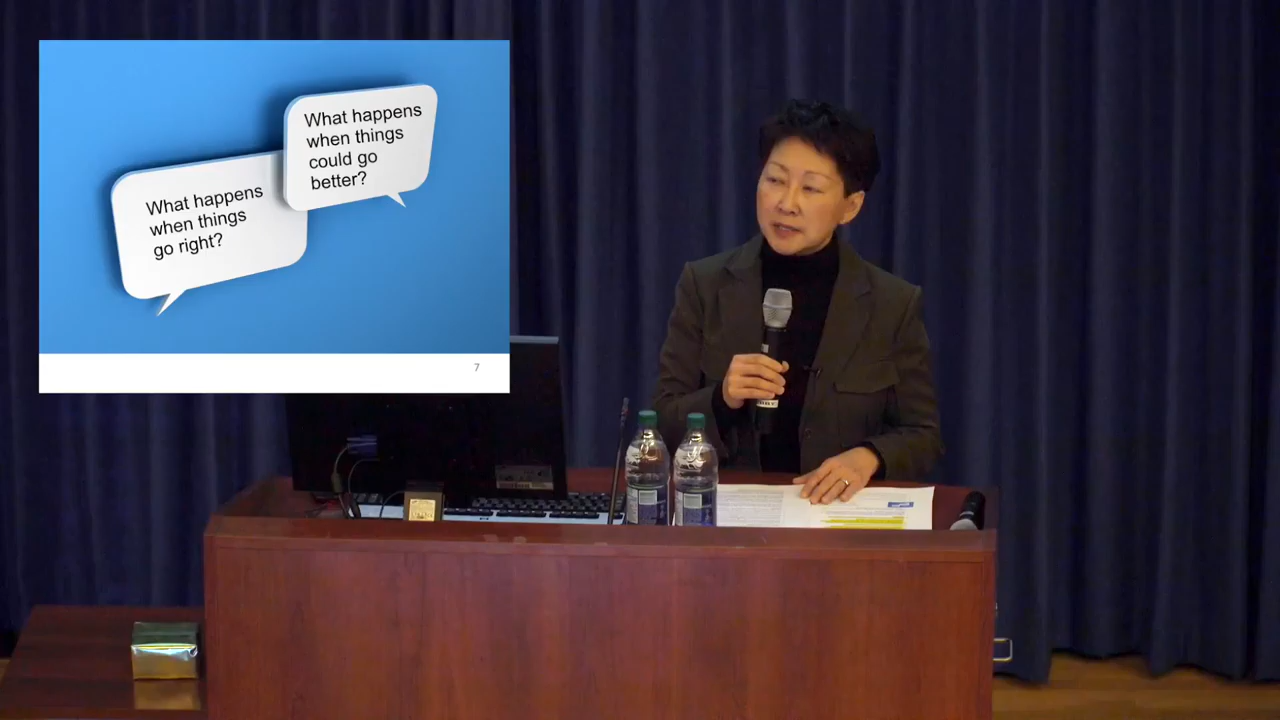 What happens
when things
go right?
What happens
when things
could go
better?
7